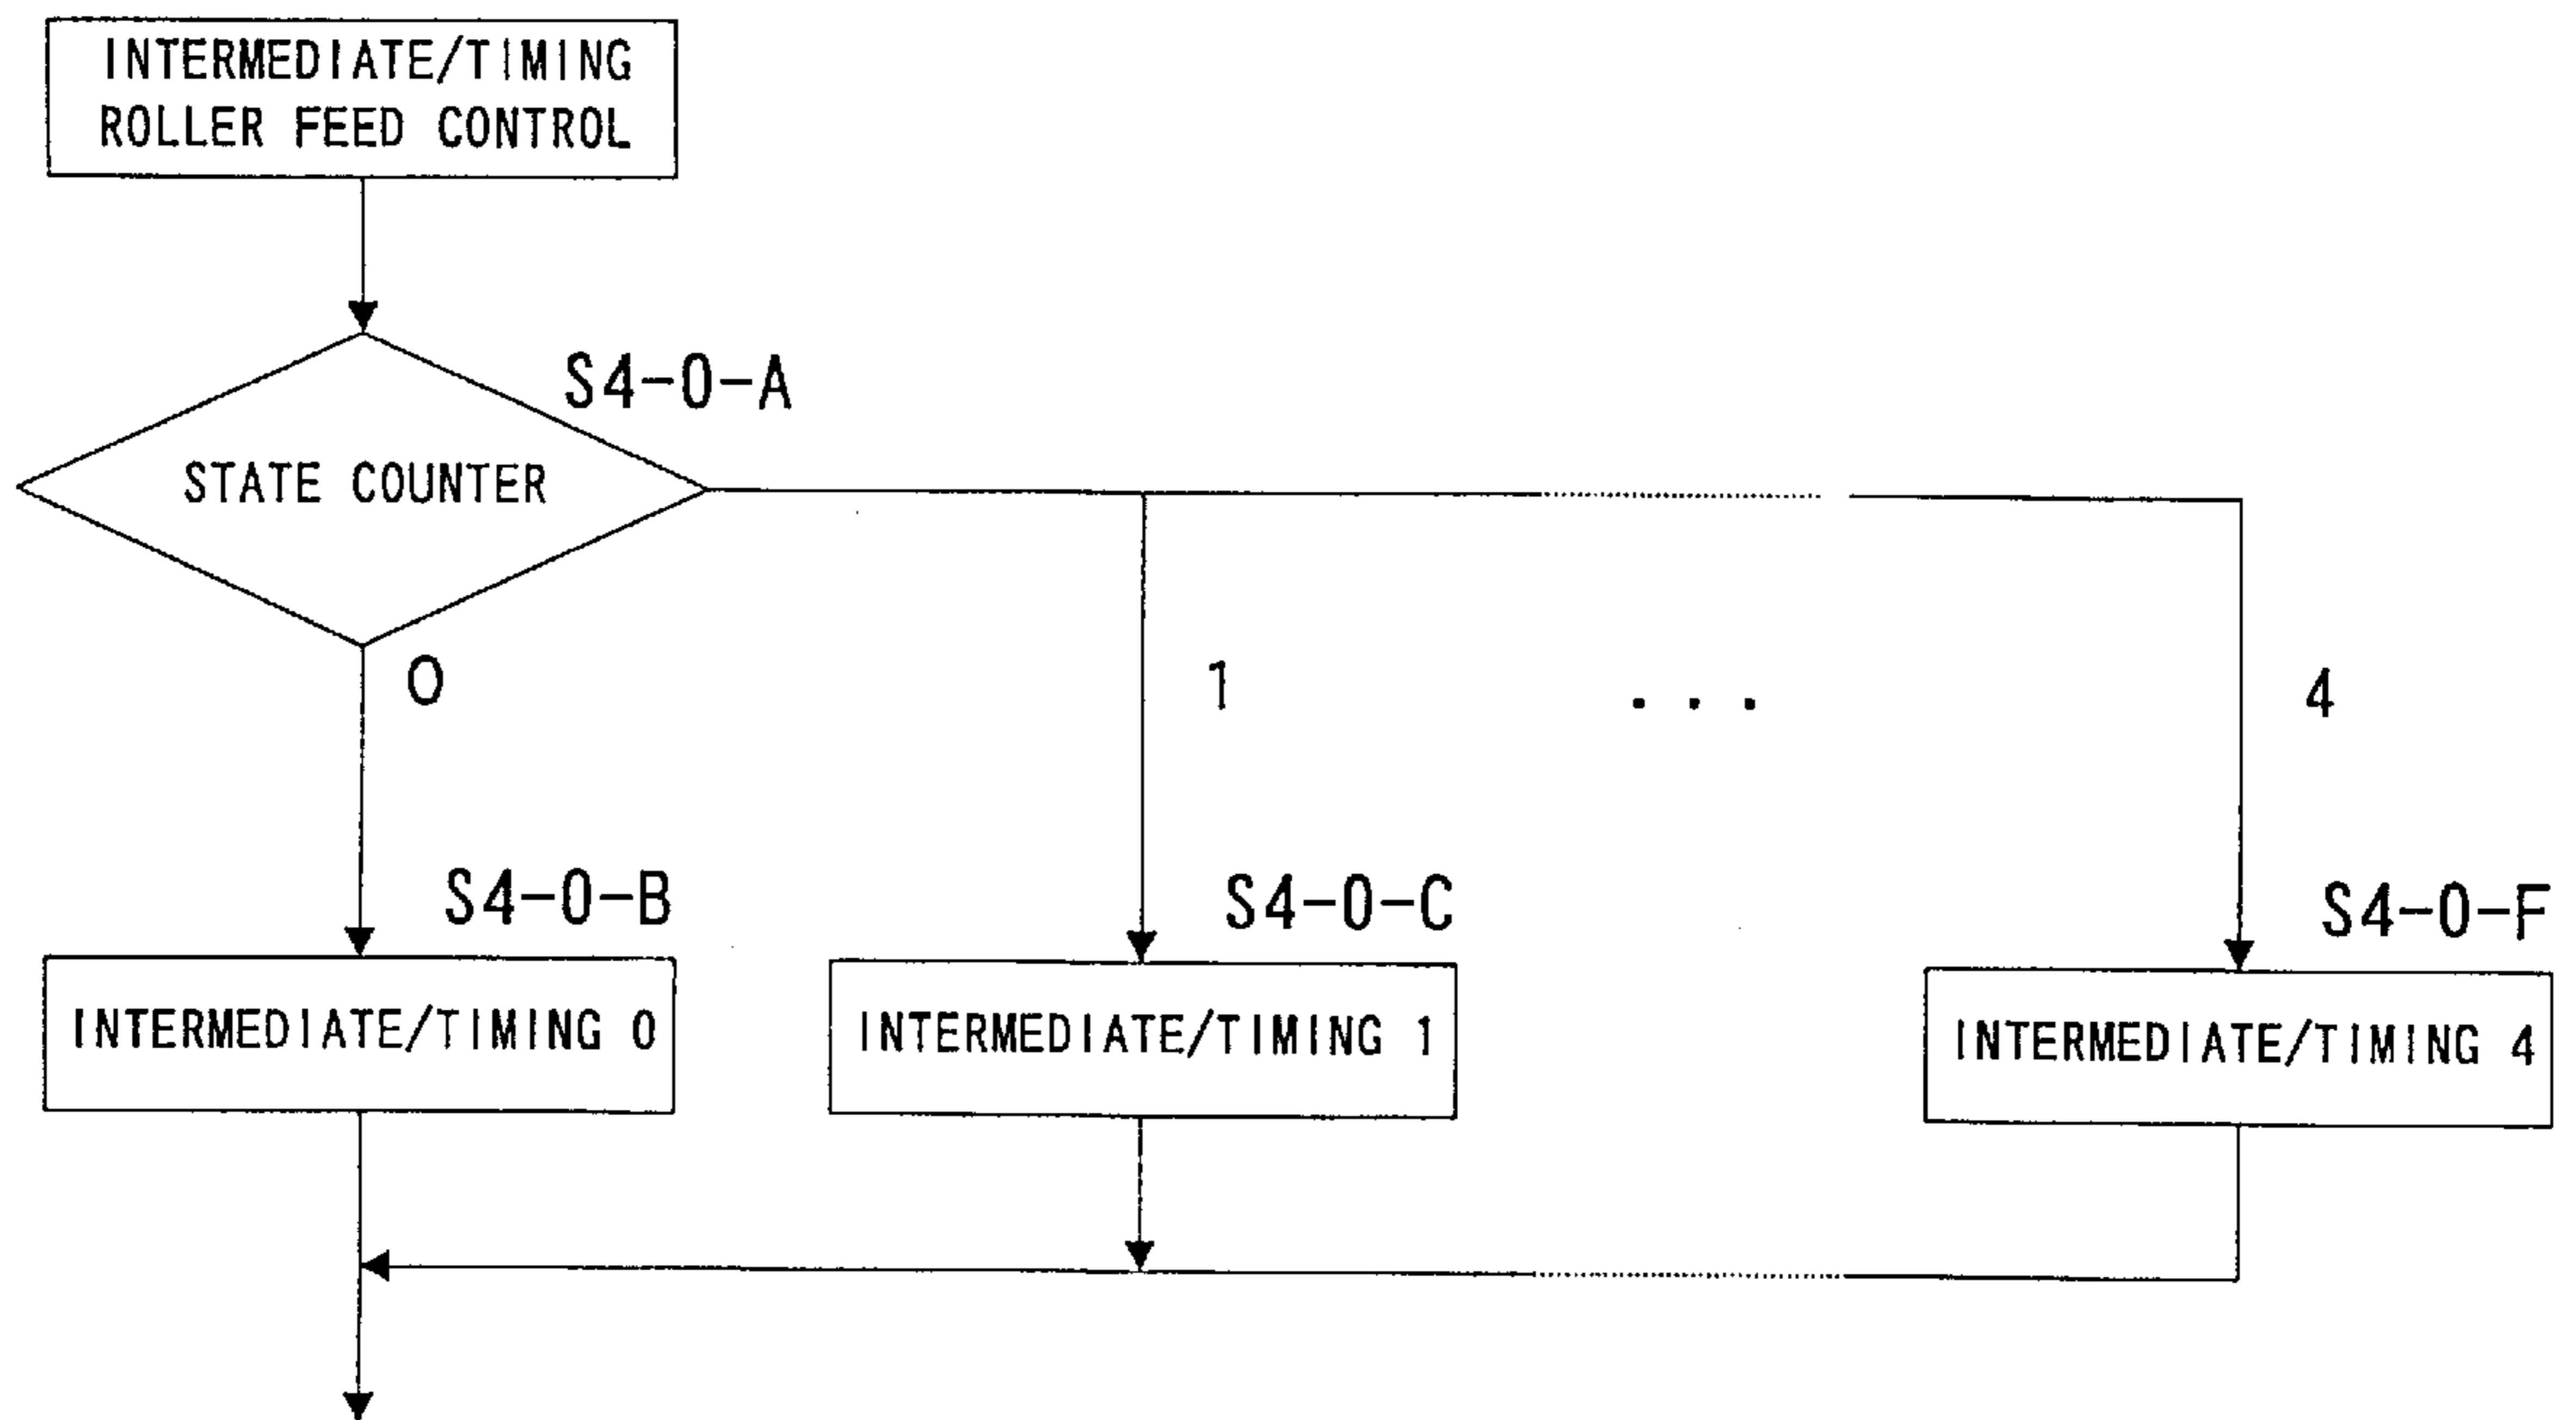 INTERMEDIATE/TIMING
ROLLER FEED CONTROL
S4-0-A
STATE COUNTER
0
1
. . .
4
S4-0-B
S4-0-C
S4-0-F
INTERMEDIATE/TIMING 0
INTERMEDIATE/TIMING 1
INTERMEDIATE/TIMING 4